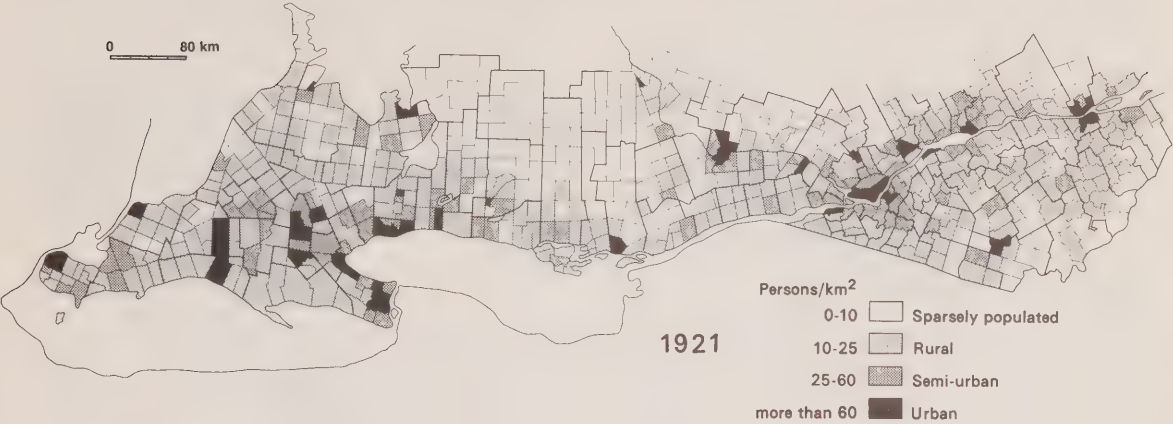 0 80 km
1921
Persons/km²
0-10 Sparsely populated
10-25 Rural
25-60 Semi-urban
more than 60 Urban